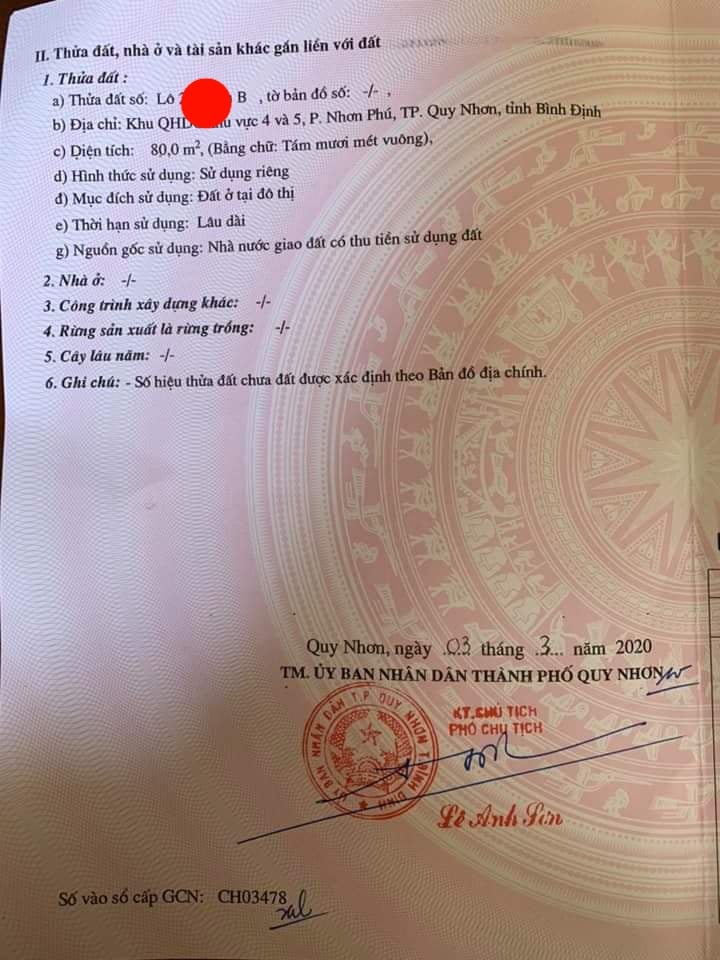 II. Thửa đất, nhà ở và tài sản khác gắn liền với đất
1. Thửa đất :
a) Thửa đất số: Lô B , tờ bản đồ số: -/- ,
b) Địa chỉ: Khu vực 4 và 5, P. Nhơn Phú, TP. Quy Nhơn, tỉnh Bình Định
c) Diện tích: 80,0 m², (Bằng chữ: Tám mươi mét vuông),
d) Hình thức sử dụng: Sử dụng riêng
đ) Mục đích sử dụng: Đất ở tại đô thị
e) Thời hạn sử dụng: Lâu dài
g) Nguồn gốc sử dụng: Nhà nước giao đất có thu tiền sử dụng đất
2. Nhà ở: -/-
3. Công trình xây dựng khác: -/-
4. Rừng sản xuất là rừng trồng: -/-
5. Cây lâu năm: -/-
6. Ghi chú: - Số hiệu thửa đất chưa đất được xác định theo Bản đồ địa chính.
Quy Nhơn, ngày .03 tháng .3... năm 2020
TM. ỦY BAN NHÂN DÂN THÀNH PHỐ QUY NHƠN
KT.CHỦ TỊCH
PHÓ CHỦ TỊCH
ỦY BAN NHÂN DÂN T.P QUY NHƠN T.BÌNH ĐỊNH
Lê Anh Sơn
Số vào sổ cấp GCN: CH03478